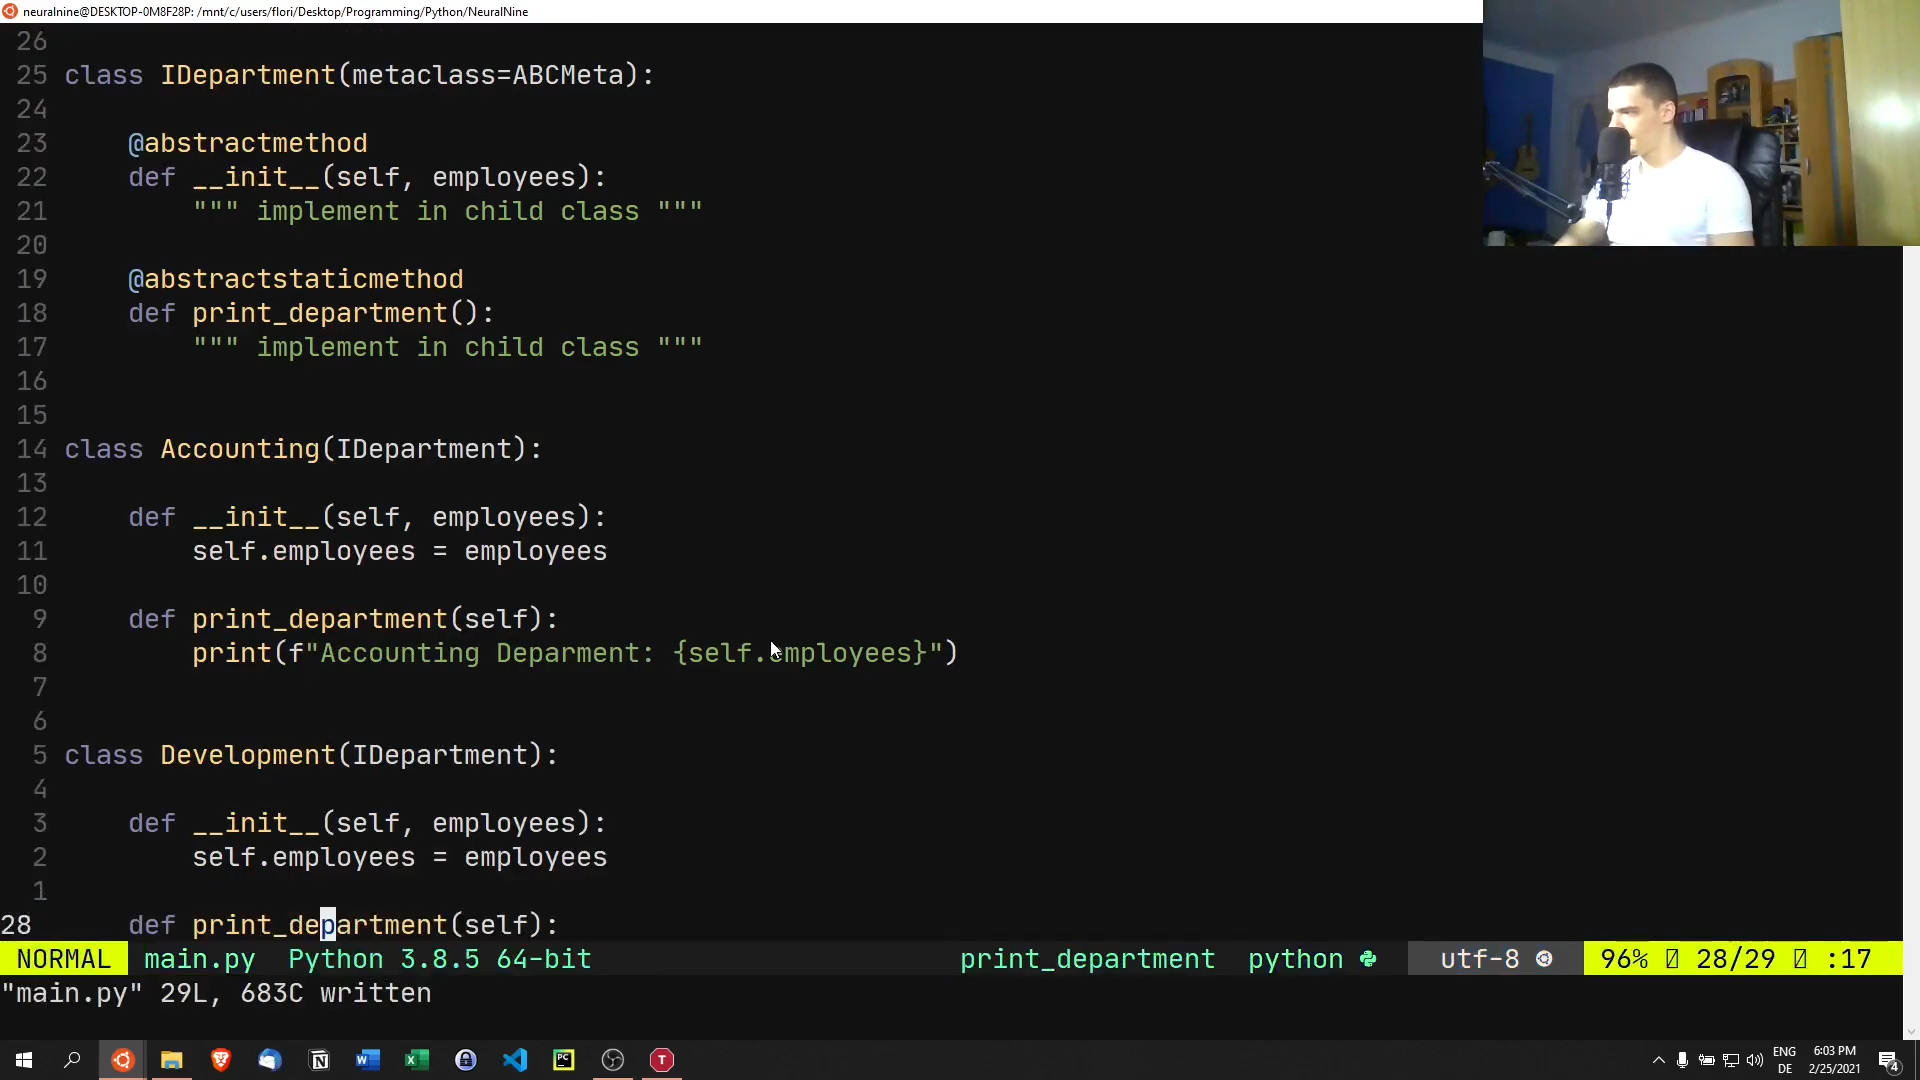 neuralnine@DESKTOP-0M8F28P: /mnt/c/users/flori/Desktop/Programming/Python/NeuralNine
26
25 class IDepartment(metaclass=ABCMeta):
24
23 @abstractmethod
22 def __init__(self, employees):
21 """ implement in child class """
20
19 @abstractstaticmethod
18 def print_department():
17 """ implement in child class """
16
15
14 class Accounting(IDepartment):
13
12 def __init__(self, employees):
11 self.employees = employees
10
9 def print_department(self):
8 print(f"Accounting Deparment: {self.employees}")
7
6
5 class Development(IDepartment):
4
3 def __init__(self, employees):
2 self.employees = employees
1
28 def print_department(self):
NORMAL main.py Python 3.8.5 64-bit print_department python utf-8 96% 28/29 :17
"main.py" 29L, 683C written
ENG 6:03 PM
DE 2/25/2021 4